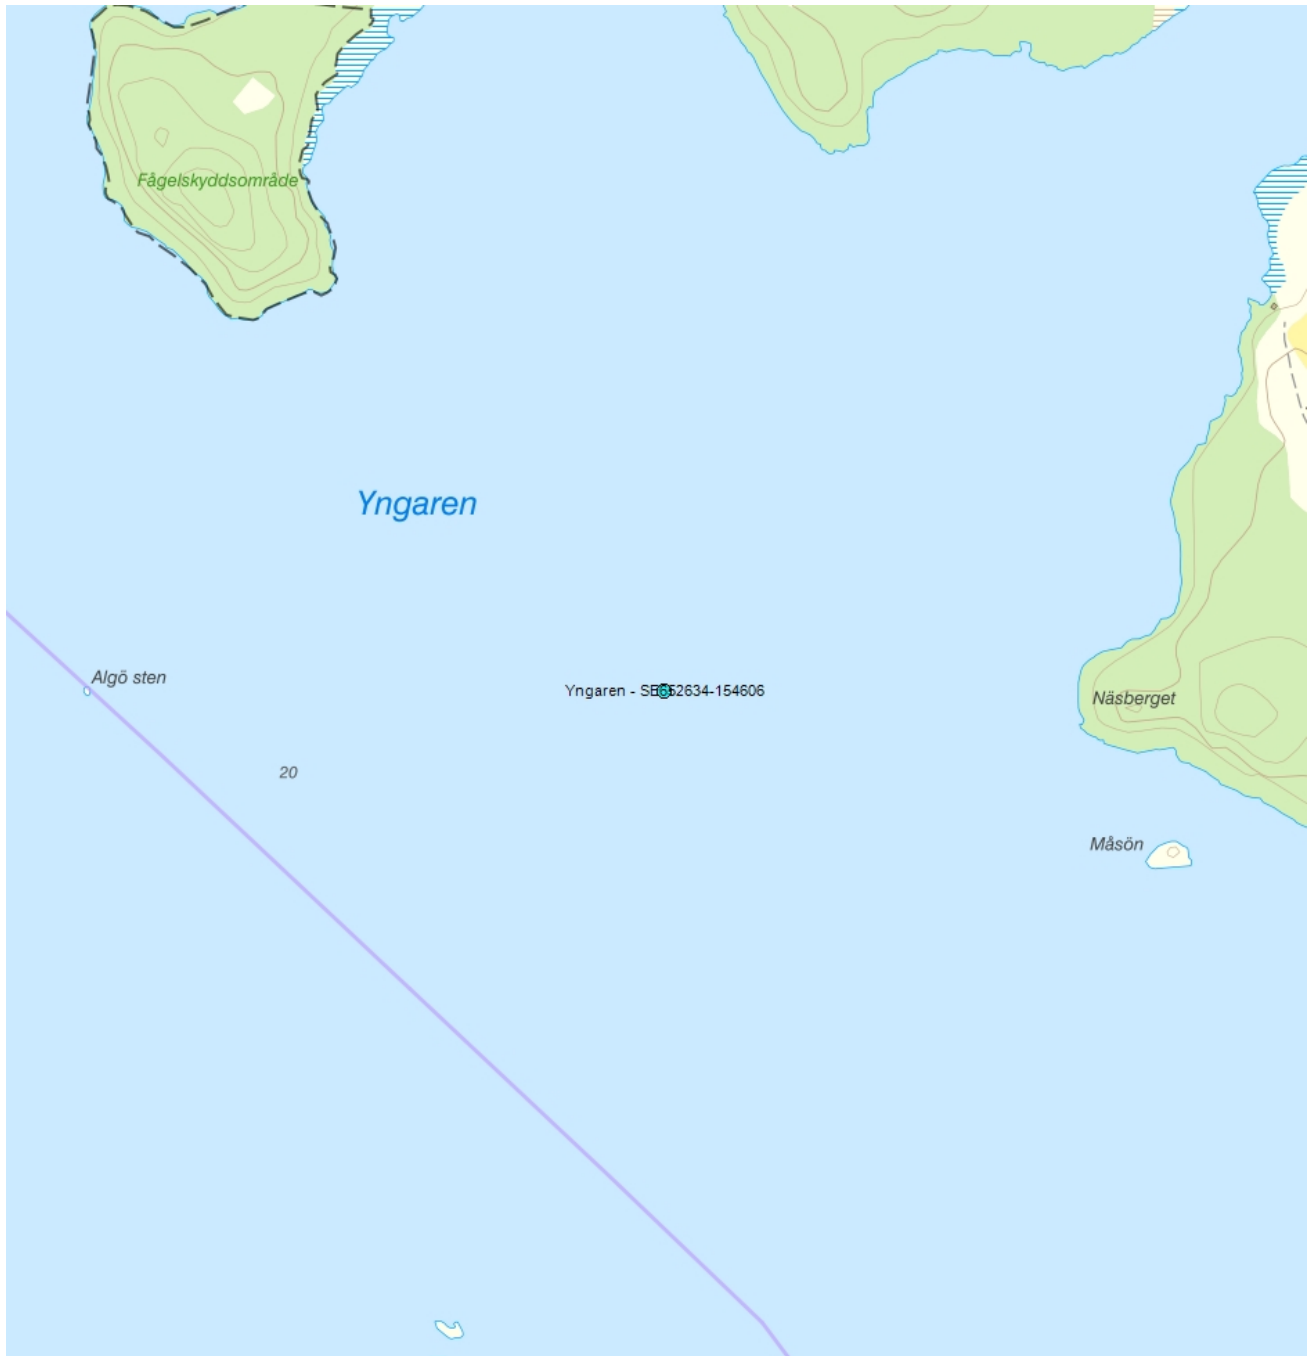 Fågelskyddsområde
Yngaren
Algö sten
Yngaren - SE652634-154606
Näsberget
20
Måsön